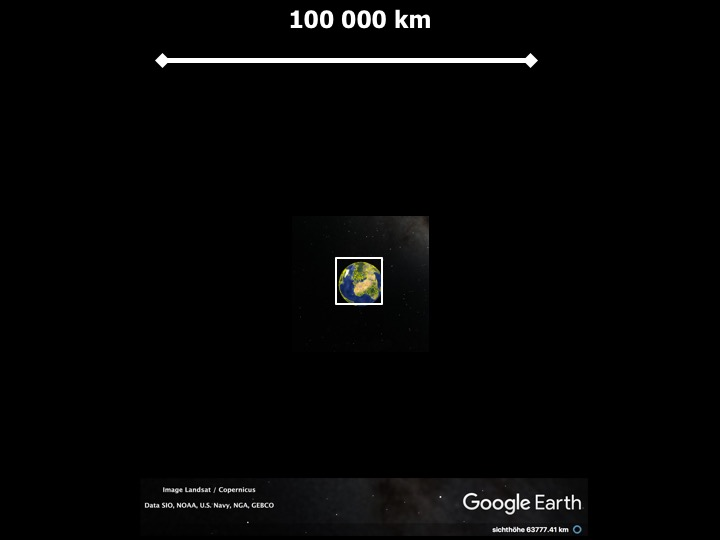 100 000 km
Image Landsat / Copernicus
Data SIO, NOAA, U.S. Navy, NGA, GEBCO
Google Earth
sichthöhe 63777.41 km